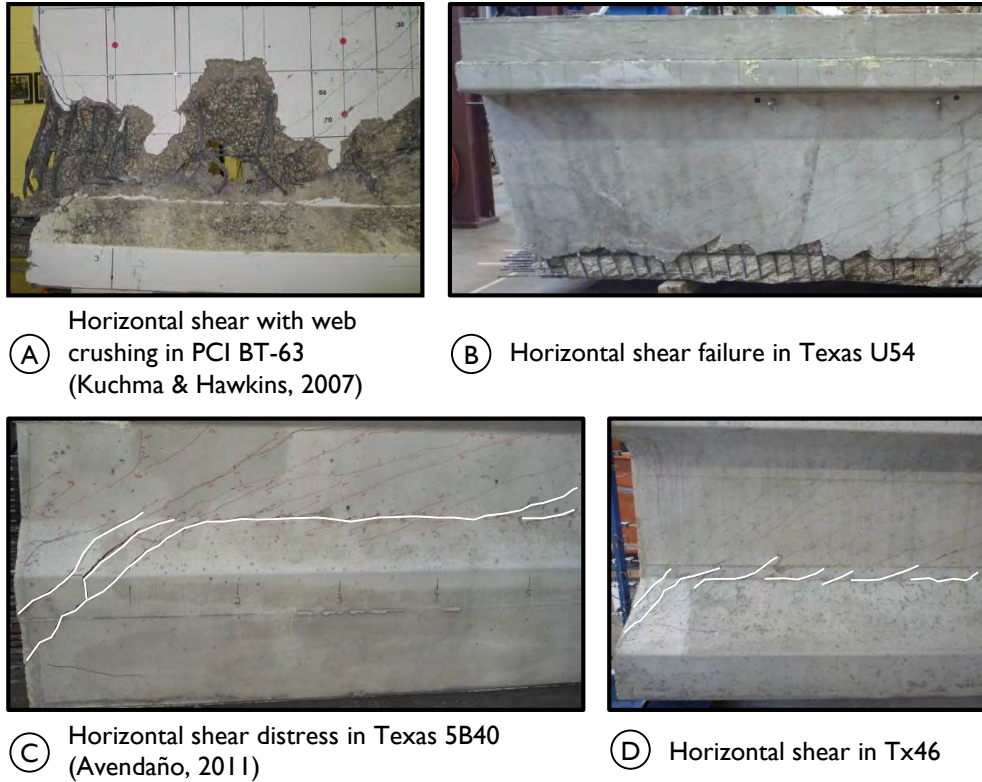 A
Horizontal shear with web
crushing in PCI BT-63
(Kuchma & Hawkins, 2007)
B
Horizontal shear failure in Texas U54
C
Horizontal shear distress in Texas 5B40
(Avendaño, 2011)
D
Horizontal shear in Tx46